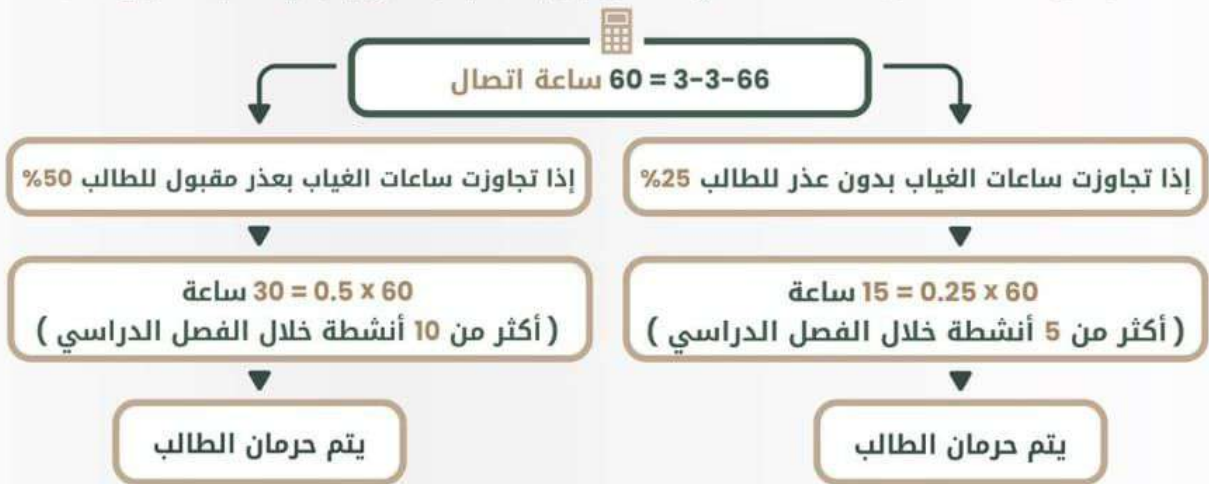 66-3-3 = 60 ساعة اتصال
إذا تجاوزت ساعات الغياب بدون عذر للطالب 25%
إذا تجاوزت ساعات الغياب بعذر مقبول للطالب 50%
60 x 0.25 = 15 ساعة
( أكثر من 5 أنشطة خلال الفصل الدراسي )
60 x 0.5 = 30 ساعة
( أكثر من 10 أنشطة خلال الفصل الدراسي )
يتم حرمان الطالب
يتم حرمان الطالب